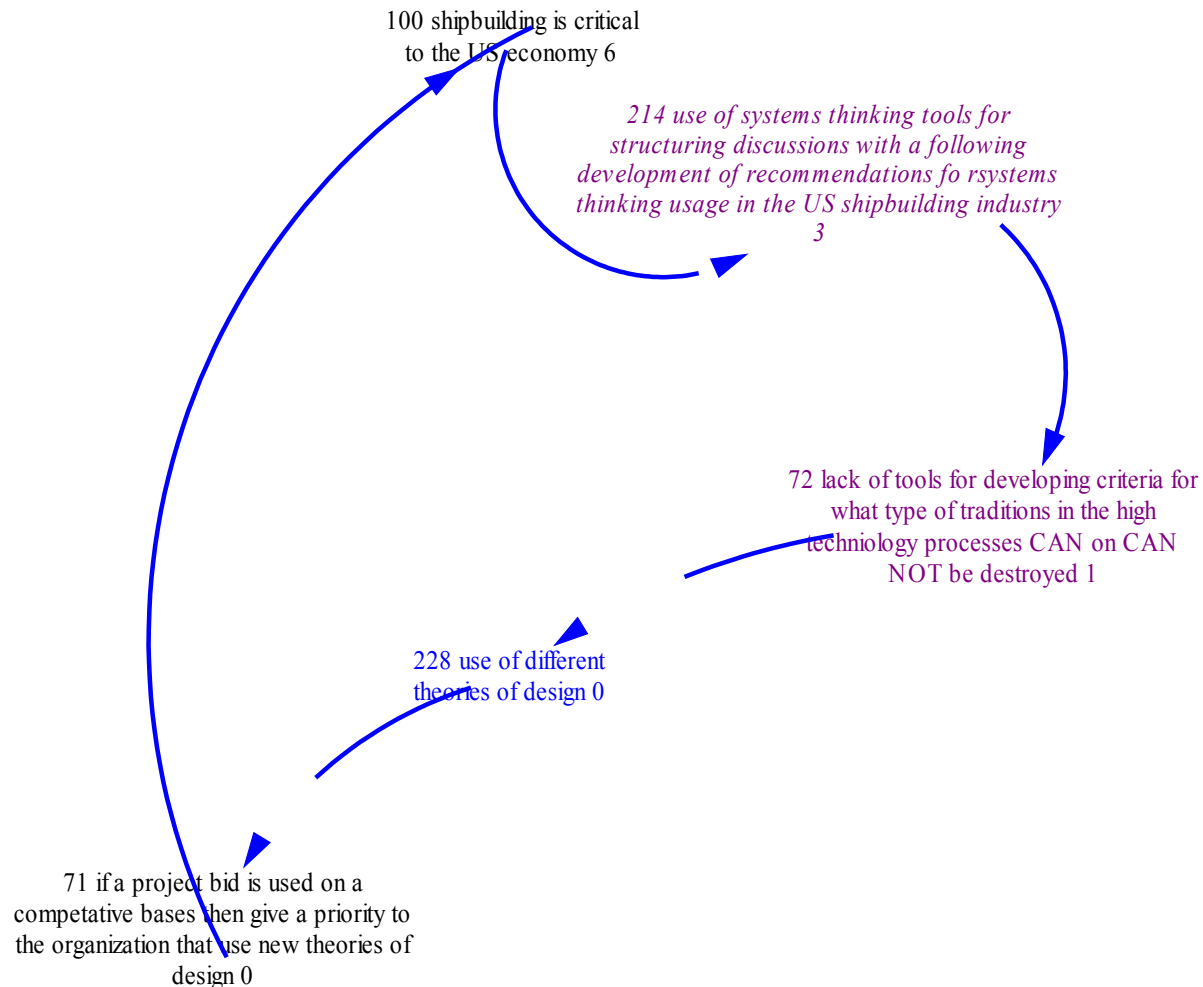 100 shipbuilding is critical
to the US economy 6
214 use of systems thinking tools for
structuring discussions with a following
development of recommendations fo rsystems
thinking usage in the US shipbuilding industry
3
72 lack of tools for developing criteria for
what type of traditions in the high
techniology processes CAN on CAN
NOT be destroyed 1
228 use of different
theories of design 0
71 if a project bid is used on a
competative bases then give a priority to
the organization that use new theories of
design 0